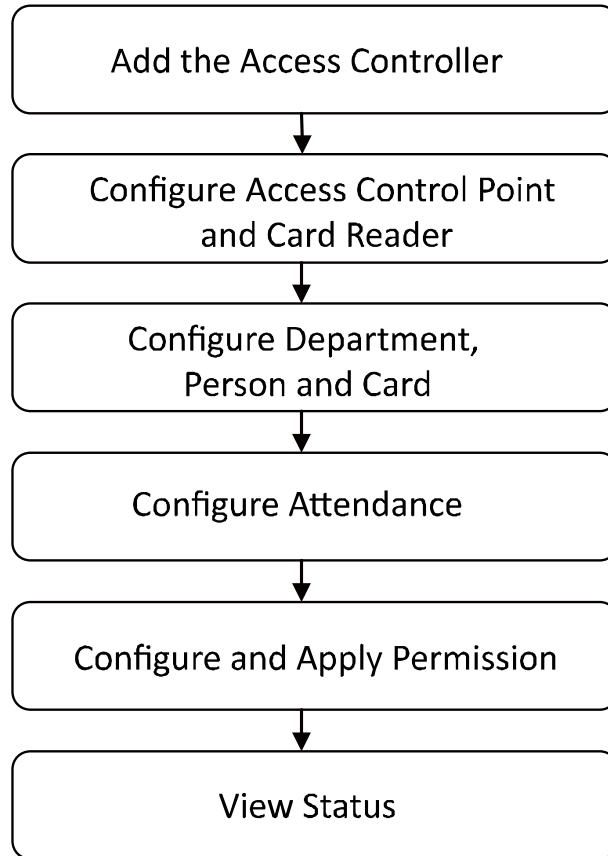 Add the Access Controller
Configure Access Control Point
and Card Reader
Configure Department,
Person and Card
Configure Attendance
Configure and Apply Permission
View Status